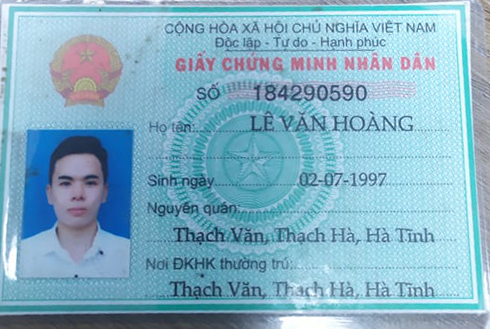 CỘNG HÒA XÃ HỘI CHỦ NGHĨA VIỆT NAM
Độc lập - Tự do - Hạnh phúc
GIẤY CHỨNG MINH NHÂN DÂN
SỐ 184290590
Họ tên: LÊ VĂN HOÀNG
Sinh ngày 02-07-1997
Nguyên quán
Thạch Văn, Thạch Hà, Hà Tĩnh
Nơi ĐKHK thường trú:
Thạch Văn, Thạch Hà, Hà Tĩnh